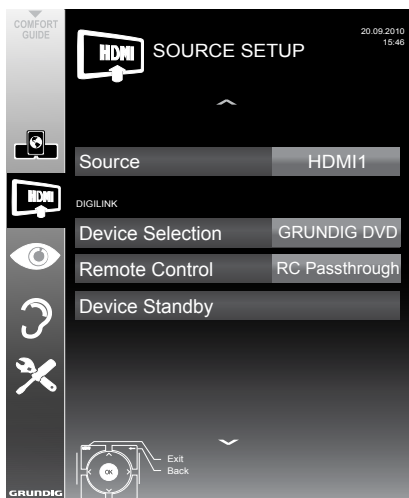 COMFORT
GUIDE
HDMI
SOURCE SETUP
20.09.2010
15:46
Source
HDMI1
HDMI
DIGILINK
Device Selection
GRUNDIG DVD
Remote Control
RC Passthrough
Device Standby
Exit
Back
OK
GRUNDIG